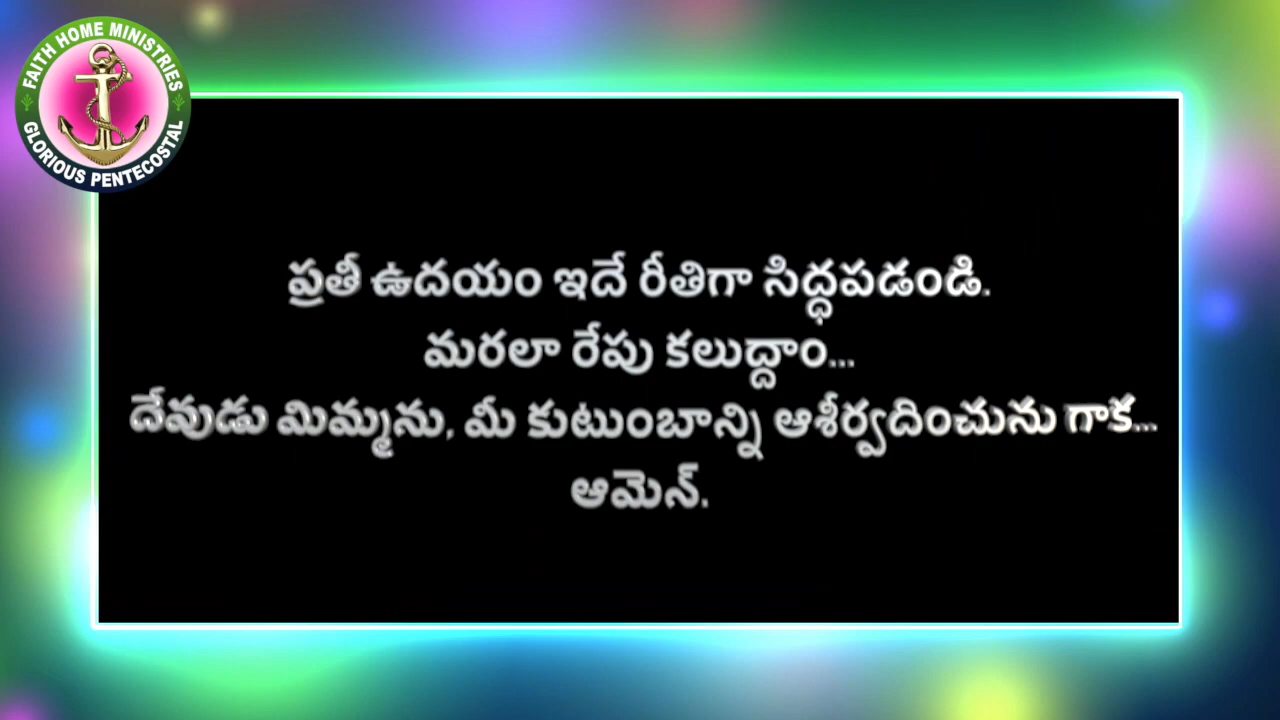 FAITH HOME MINISTRIES
GLORIOUS PENTECOSTAL
ప్రతీ ఉదయం ఇదే రీతిగా సిద్ధపడండి.
మరలా రేపు కలుద్దాం...
దేవుడు మిమ్మను, మీ కుటుంబాన్ని ఆశీర్వదించును గాక...
ఆమెన్.